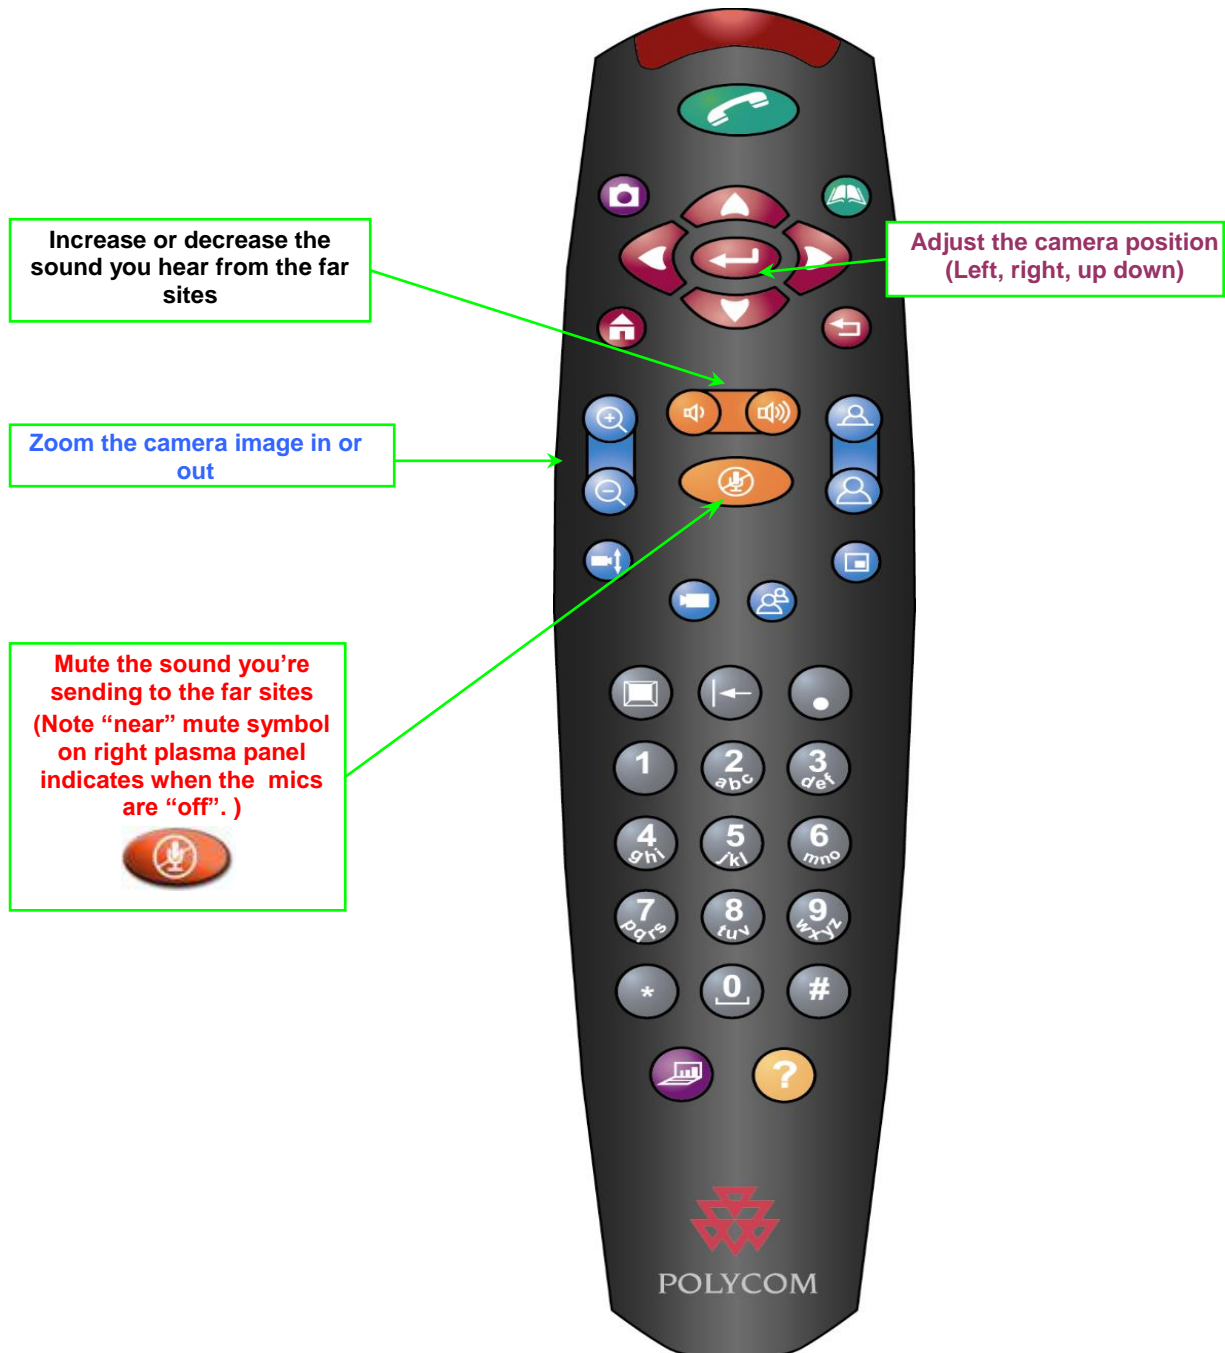 Increase or decrease the
sound you hear from the far
sites
Adjust the camera position
(Left, right, up down)
Zoom the camera image in or
out
Mute the sound you’re
sending to the far sites
(Note “near” mute symbol
on right plasma panel
indicates when the mics
are “off”. )
1
2
abc
3
def
4
ghi
5
jkl
6
mno
7
pqrs
8
tuv
9
wxyz
*
0
#
?
POLYCOM